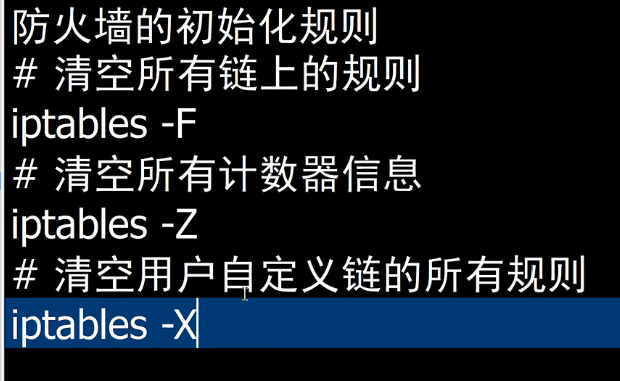 防火墙的初始化规则
# 清空所有链上的规则
iptables -F
# 清空所有计数器信息
iptables -Z
# 清空用户自定义链的所有规则
iptables -X